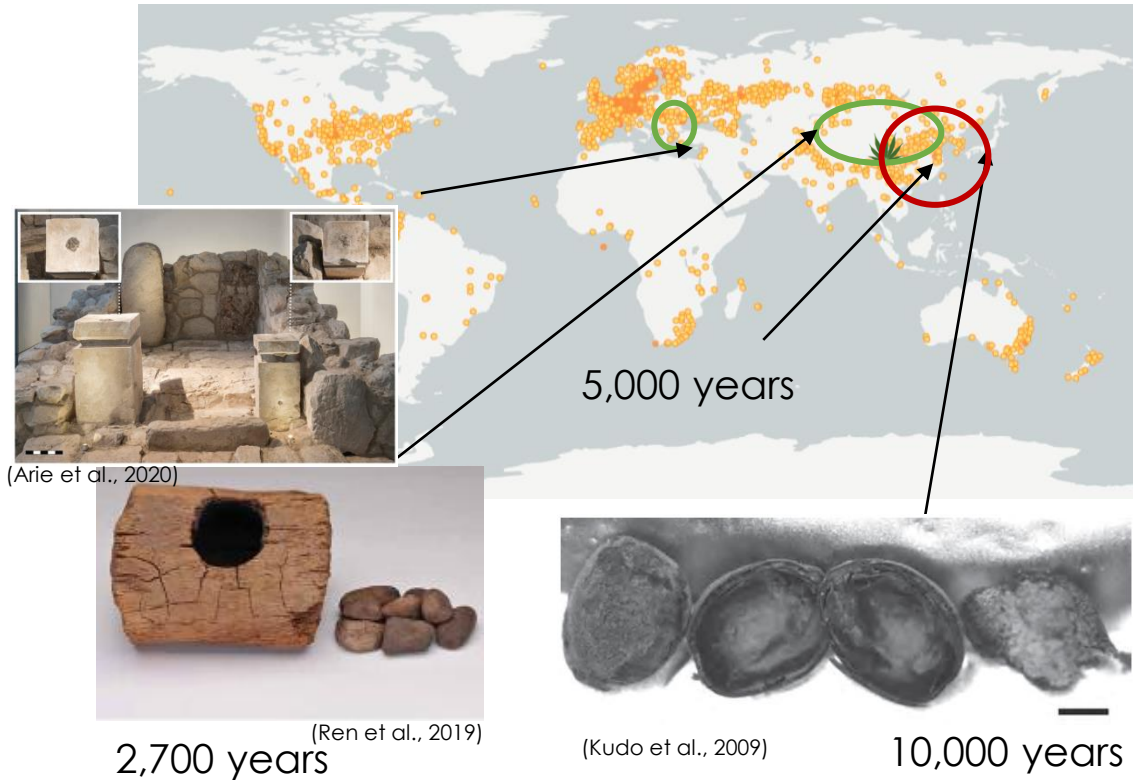 5,000 years
(Arie et al., 2020)
(Ren et al., 2019)
2,700 years
(Kudo et al., 2009)
10,000 years